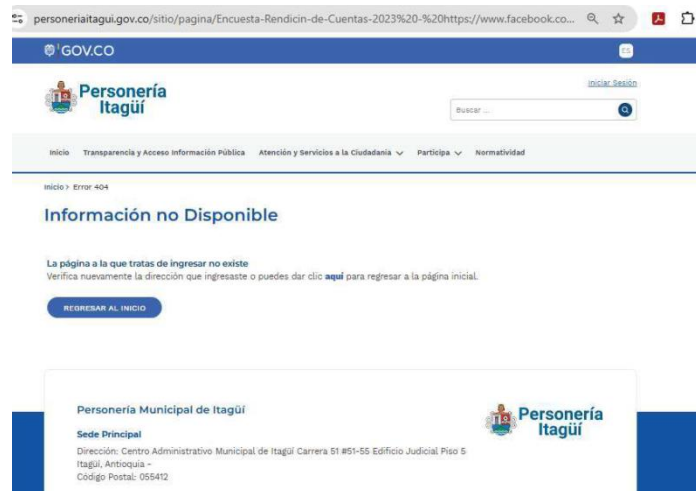 personeriaitagui.gov.co/sitio/pagina/Encuesta-Rendicin-de-Cuentas-2023%20-%20https://www.facebook.co...
GOV.CO
ES
Personería
Itagüí
Iniciar Sesión
Buscar ...
Inicio Transparencia y Acceso Información Pública Atención y Servicios a la Ciudadania Participa Normatividad
Inicio > Error 404
Información no Disponible
La página a la que tratas de ingresar no existe
Verifica nuevamente la dirección que ingresaste o puedes dar clic aquí para regresar a la página inicial.
REGRESAR AL INICIO
Personería Municipal de Itagüí
Personería
Itagüí
Sede Principal
Dirección: Centro Administrativo Municipal de Itagüí Carrera 51 #51-55 Edificio Judicial Piso 5
Itagüí, Antioquia -
Código Postal: 055412